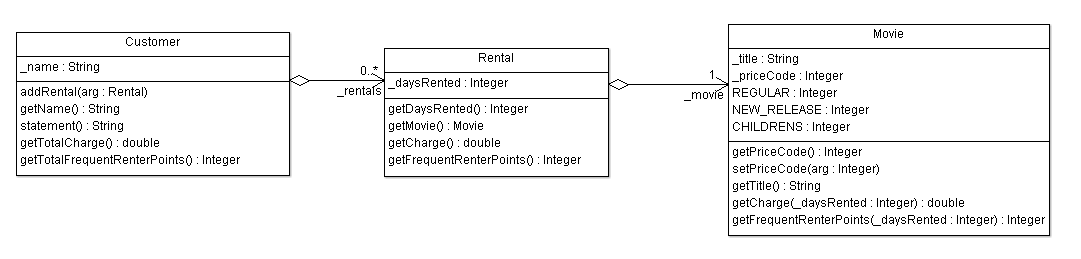 Customer
_name : String
addRental(arg : Rental)
getName() : String
statement() : String
getTotalCharge() : double
getTotalFrequentRenterPoints() : Integer
0..*
_rentals
Rental
_daysRented : Integer
getDaysRented() : Integer
getMovie() : Movie
getCharge() : double
getFrequentRenterPoints() : Integer
1
_movie
Movie
_title : String
_priceCode : Integer
REGULAR : Integer
NEW_RELEASE : Integer
CHILDRENS : Integer
getPriceCode() : Integer
setPriceCode(arg : Integer)
getTitle() : String
getCharge(_daysRented : Integer) : double
getFrequentRenterPoints(_daysRented : Integer) : Integer